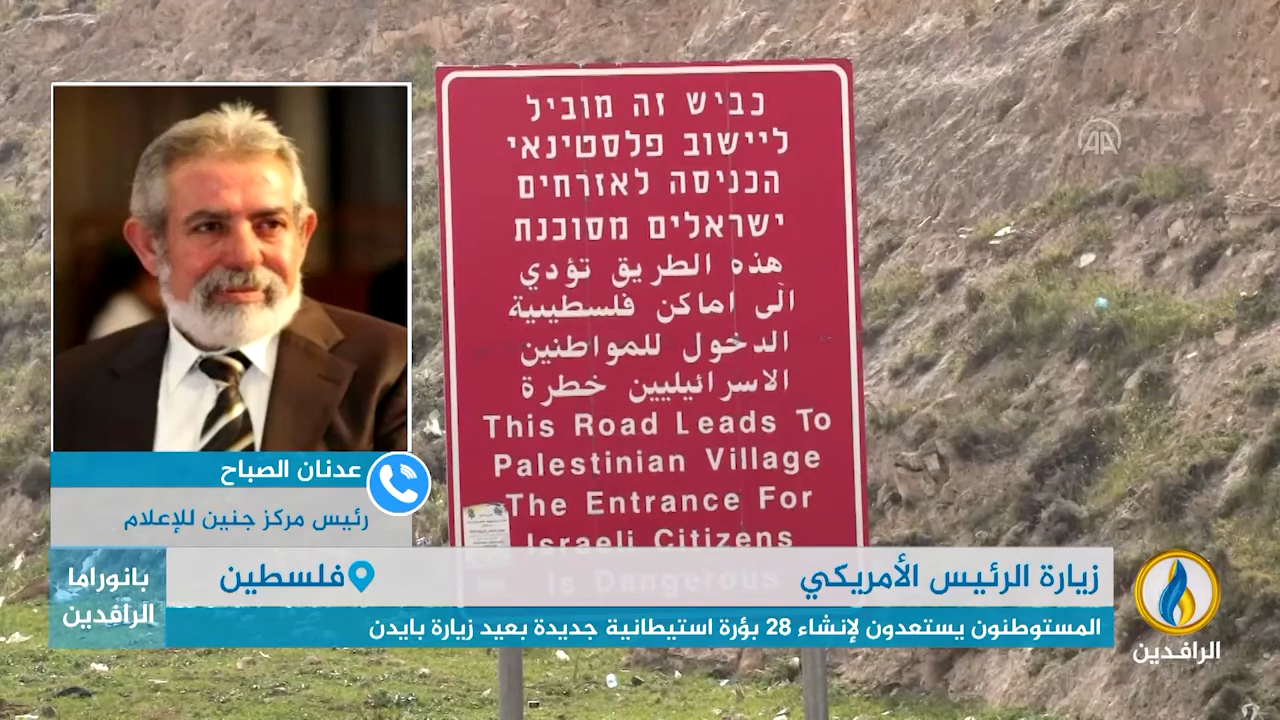 כביש זה מוביל
ליישוב פלסטינאי
הכניסה לאזרחים
ישראלים מסוכנת
هذه الطريق تؤدي
الى اماكن فلسطينية
الدخول للمواطنين
الاسرائيليين خطرة
This Road Leads To
Palestinian Village
The Entrance For
Israeli Citizens
Is Dangerous
AA
عدنان الصباح
رئيس مركز جنين للإعلام
زيارة الرئيس الأمريكي
فلسطين
المستوطنون يستعدون لإنشاء 28 بؤرة استيطانية جديدة بعيد زيارة بايدن
بانوراما
الرافدين
الرافدين